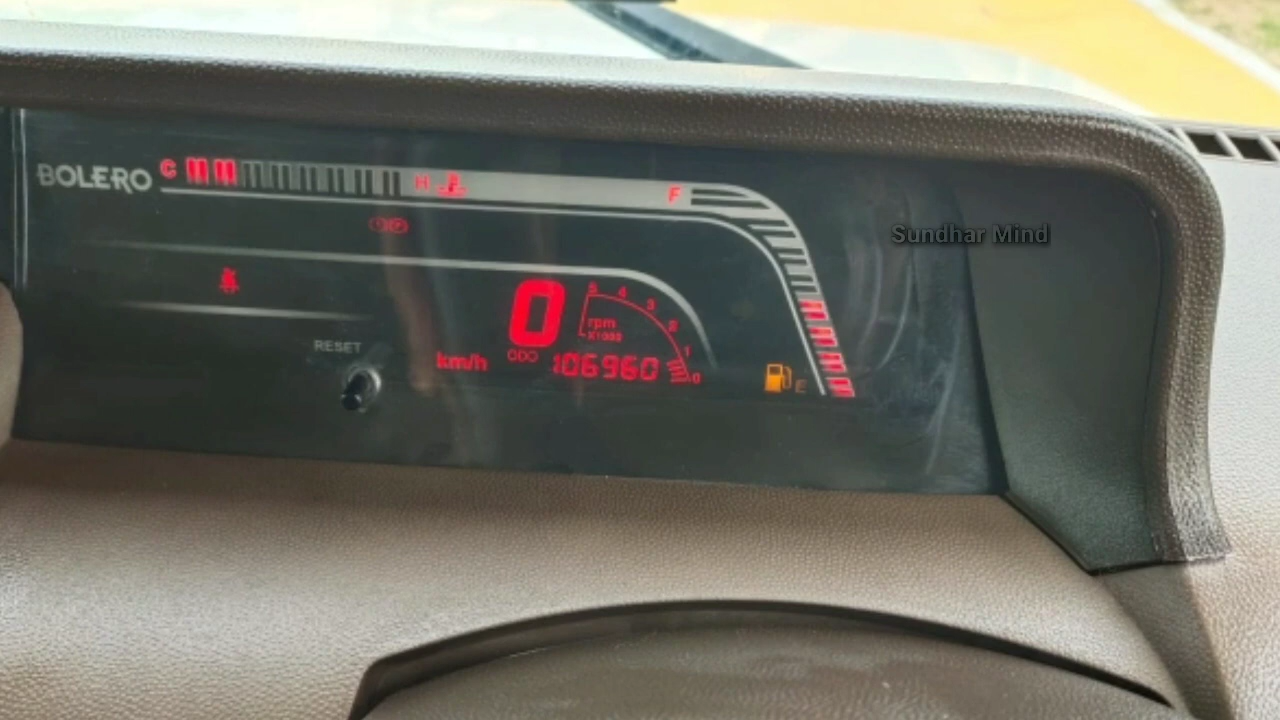 BOLERO C H F
Sundhar Mind
0 5 4 3 2 1 0
rpm
X1000
RESET
km/h ODO 106960 E